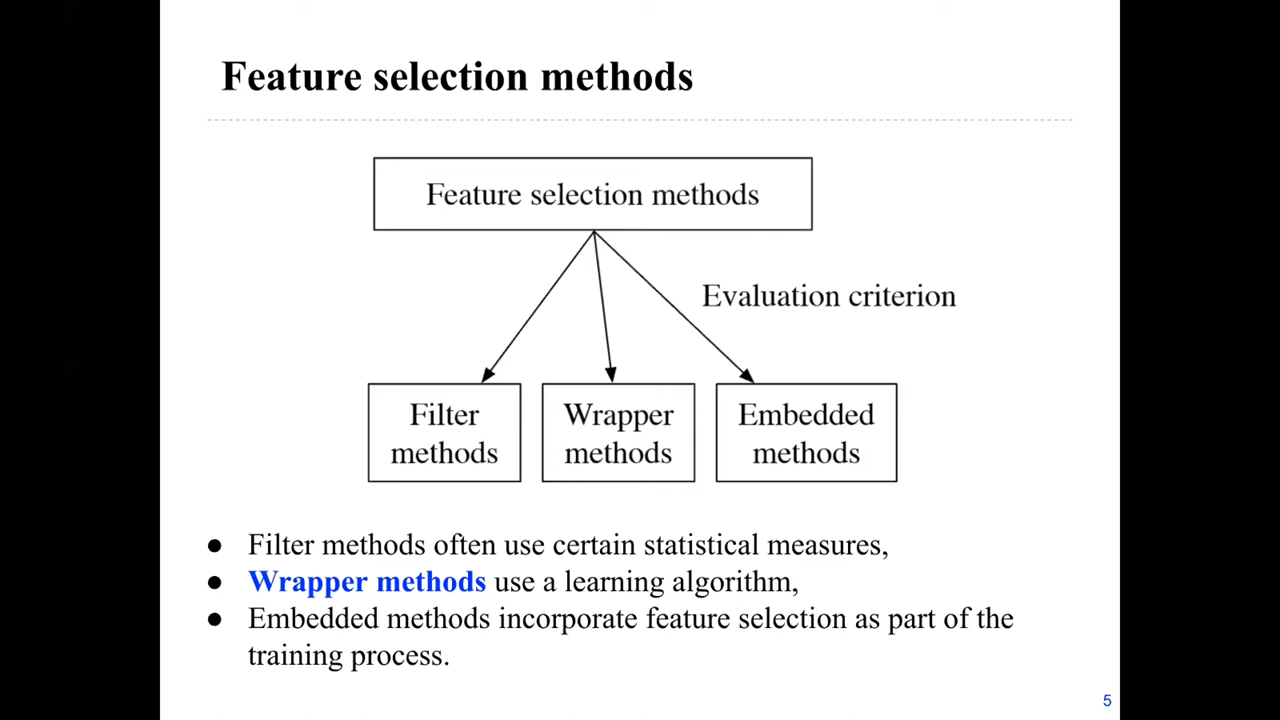 Feature selection methods
Feature selection methods
Evaluation criterion
Filter
methods
Wrapper
methods
Embedded
methods
● Filter methods often use certain statistical measures,
● Wrapper methods use a learning algorithm,
● Embedded methods incorporate feature selection as part of the
training process.
5